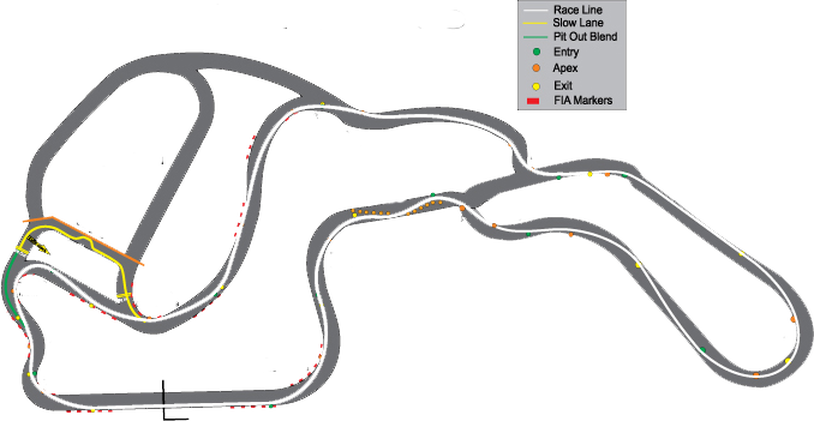 Race Line
Slow Lane
Pit Out Blend
Entry
Apex
Exit
FIA Markers